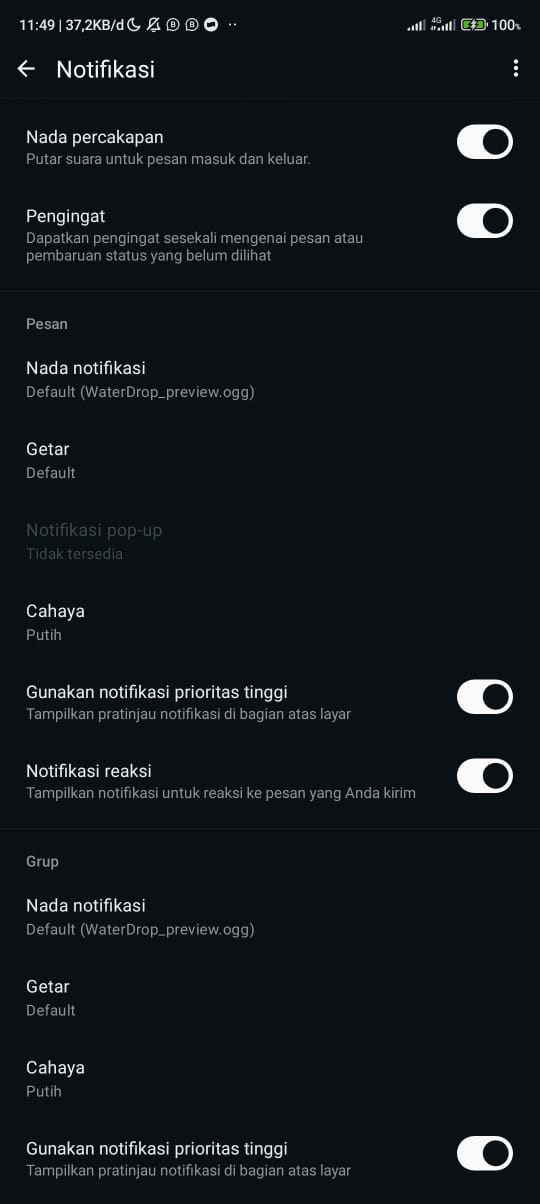 11:49 | 37,2KB/d
4G
100%
Notifikasi
Nada percakapan
Putar suara untuk pesan masuk dan keluar.
Pengingat
Dapatkan pengingat sesekali mengenai pesan atau
pembaruan status yang belum dilihat
Pesan
Nada notifikasi
Default (WaterDrop_preview.ogg)
Getar
Default
Notifikasi pop-up
Tidak tersedia
Cahaya
Putih
Gunakan notifikasi prioritas tinggi
Tampilkan pratinjau notifikasi di bagian atas layar
Notifikasi reaksi
Tampilkan notifikasi untuk reaksi ke pesan yang Anda kirim
Grup
Nada notifikasi
Default (WaterDrop_preview.ogg)
Getar
Default
Cahaya
Putih
Gunakan notifikasi prioritas tinggi
Tampilkan pratinjau notifikasi di bagian atas layar